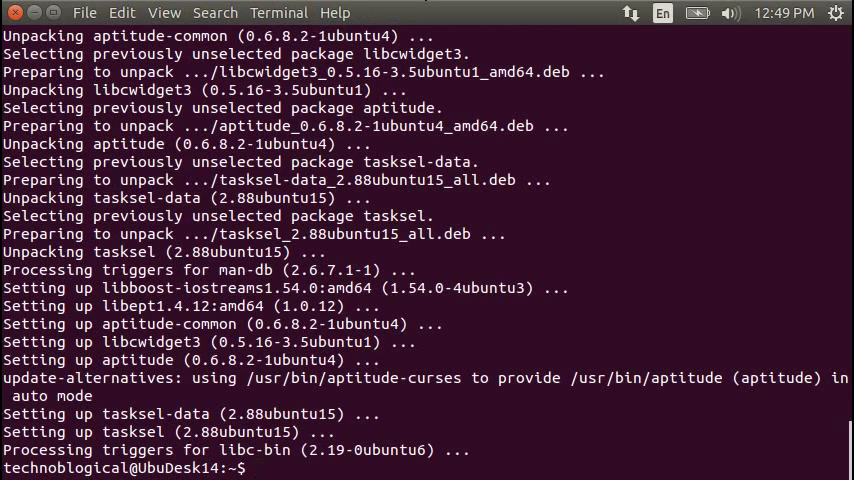 File Edit View Search Terminal Help En 12:49 PM
Unpacking aptitude-common (0.6.8.2-1ubuntu4) ...
Selecting previously unselected package libcwidget3.
Preparing to unpack .../libcwidget3_0.5.16-3.5ubuntu1_amd64.deb ...
Unpacking libcwidget3 (0.5.16-3.5ubuntu1) ...
Selecting previously unselected package aptitude.
Preparing to unpack .../aptitude_0.6.8.2-1ubuntu4_amd64.deb ...
Unpacking aptitude (0.6.8.2-1ubuntu4) ...
Selecting previously unselected package tasksel-data.
Preparing to unpack .../tasksel-data_2.88ubuntu15_all.deb ...
Unpacking tasksel-data (2.88ubuntu15) ...
Selecting previously unselected package tasksel.
Preparing to unpack .../tasksel_2.88ubuntu15_all.deb ...
Unpacking tasksel (2.88ubuntu15) ...
Processing triggers for man-db (2.6.7.1-1) ...
Setting up libboost-iostreams1.54.0:amd64 (1.54.0-4ubuntu3) ...
Setting up libept1.4.12:amd64 (1.0.12) ...
Setting up aptitude-common (0.6.8.2-1ubuntu4) ...
Setting up libcwidget3 (0.5.16-3.5ubuntu1) ...
Setting up aptitude (0.6.8.2-1ubuntu4) ...
update-alternatives: using /usr/bin/aptitude-curses to provide /usr/bin/aptitude (aptitude) in
 auto mode
Setting up tasksel-data (2.88ubuntu15) ...
Setting up tasksel (2.88ubuntu15) ...
Processing triggers for libc-bin (2.19-0ubuntu6) ...
technoblogical@UbuDesk14:~$